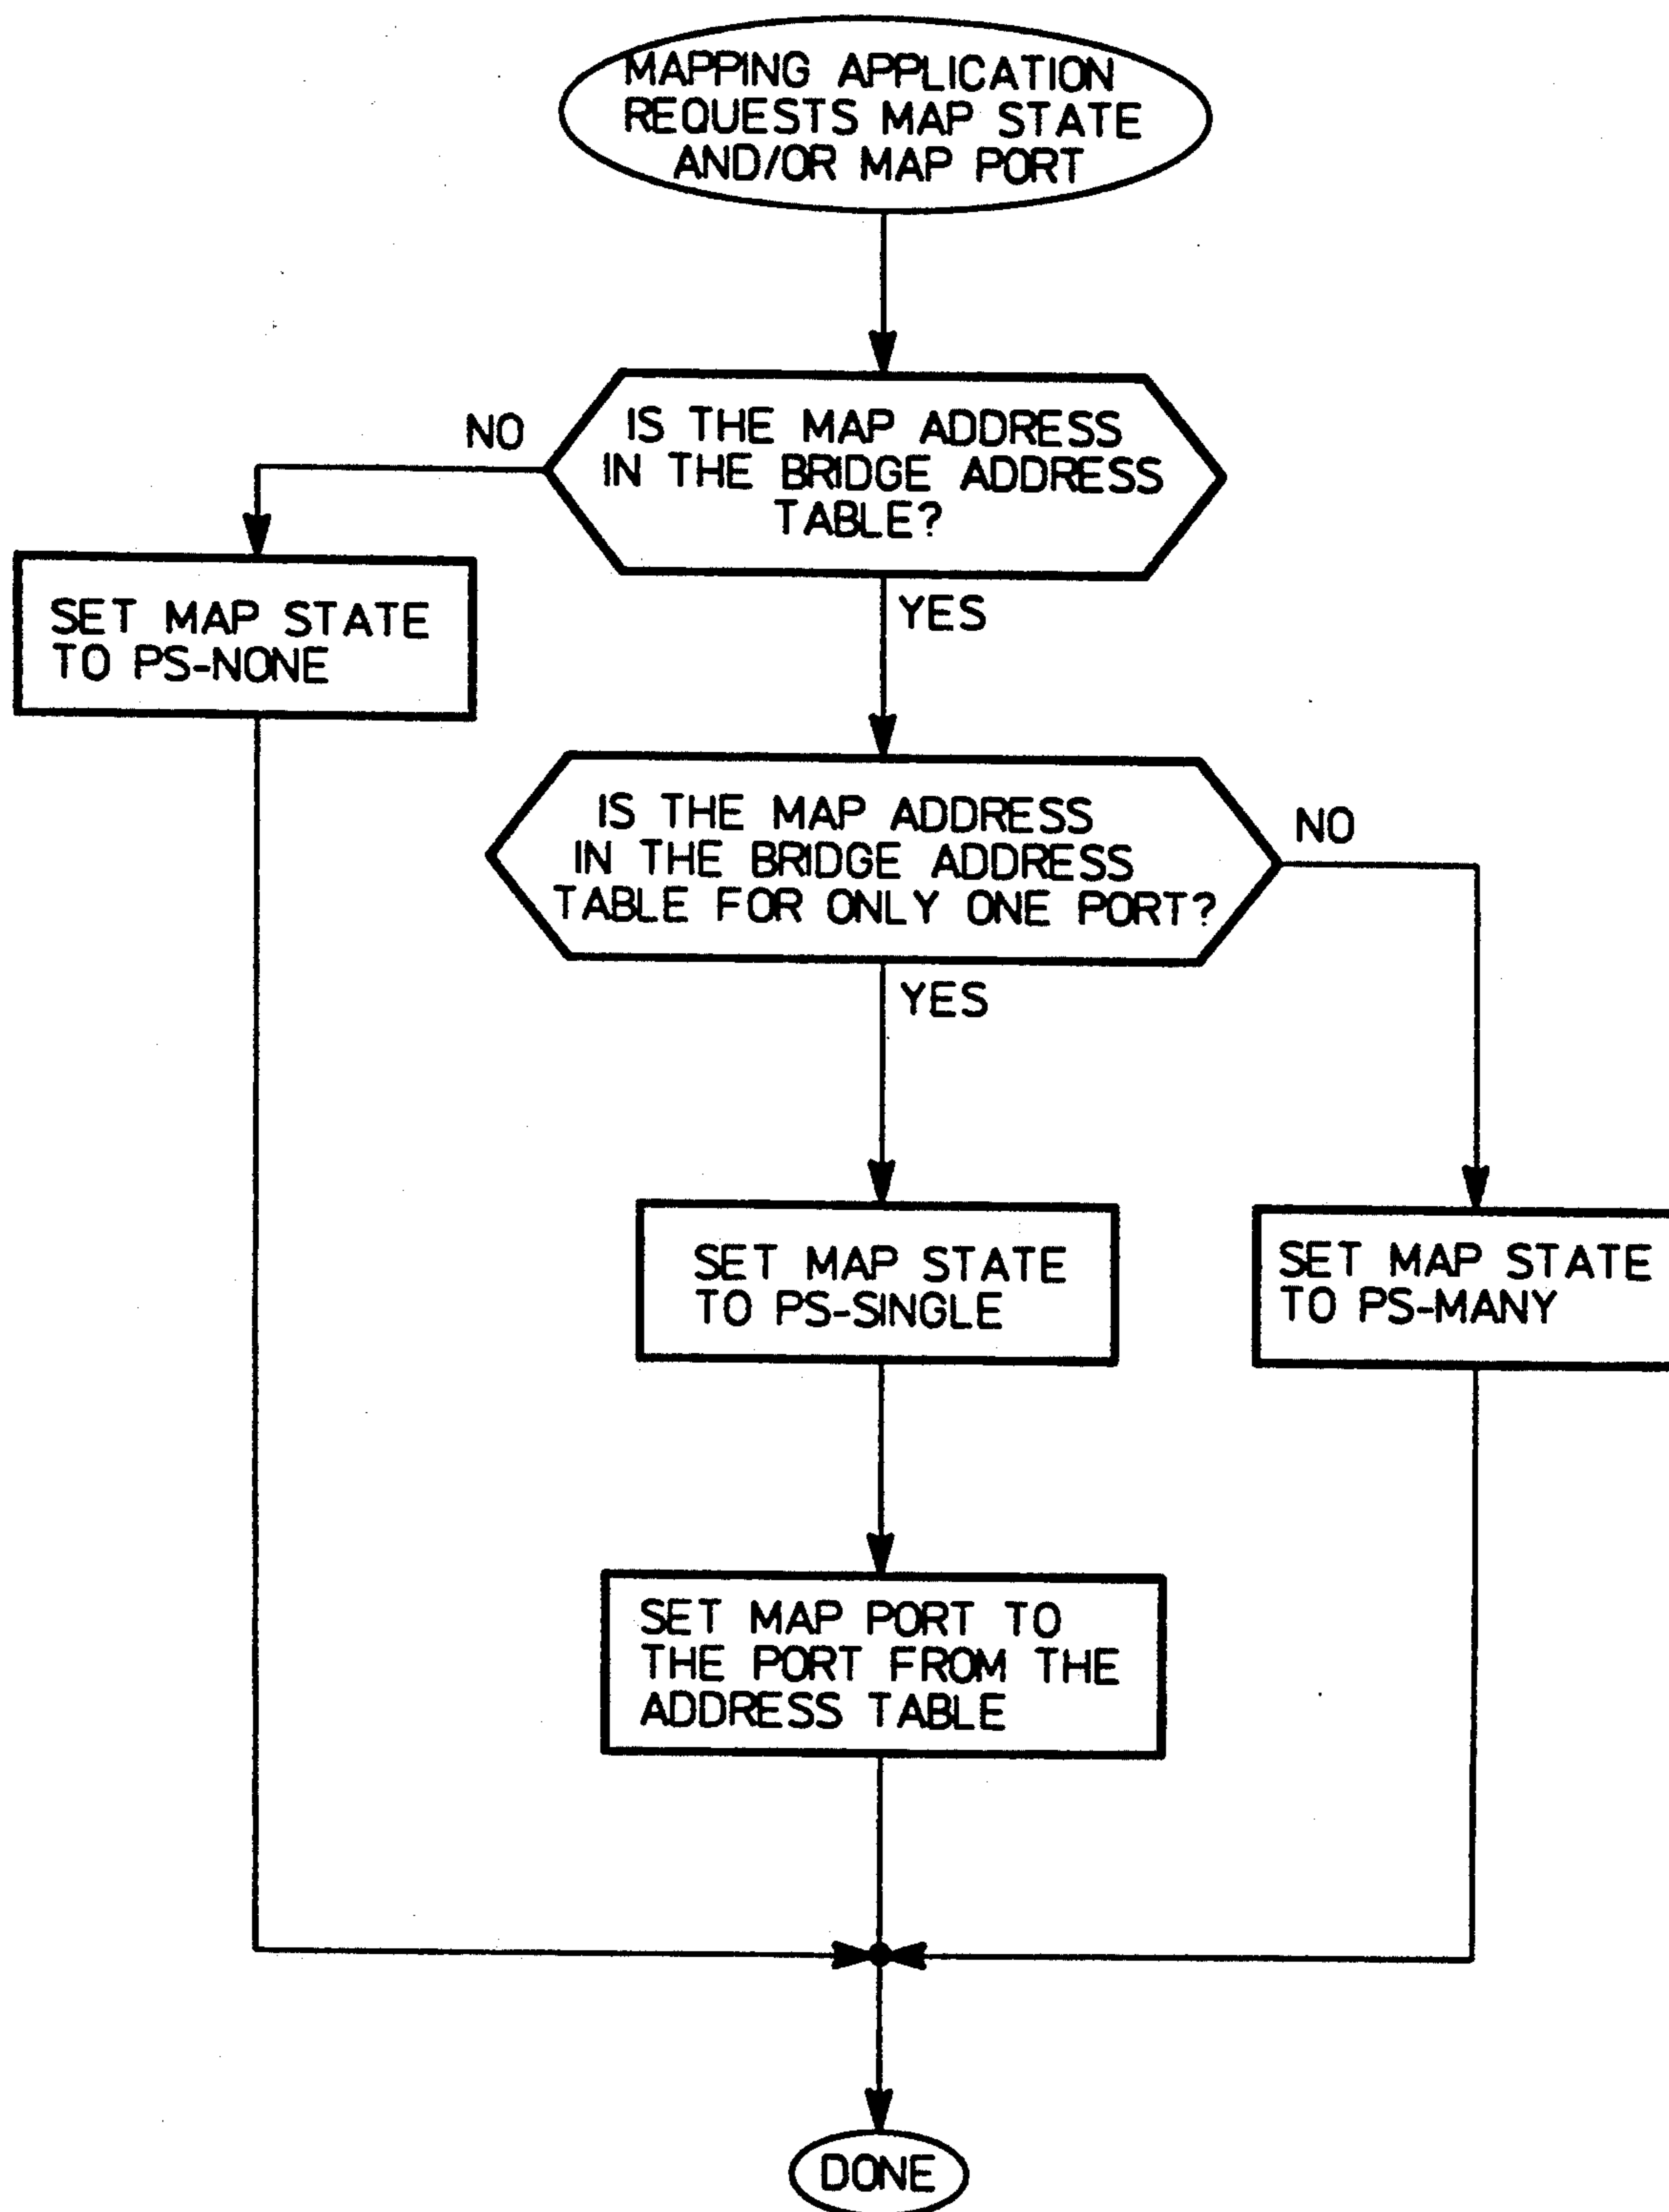 MAPPING APPLICATION
REQUESTS MAP STATE
AND/OR MAP PORT
NO
IS THE MAP ADDRESS
IN THE BRIDGE ADDRESS
TABLE?
SET MAP STATE
TO PS-NONE
YES
IS THE MAP ADDRESS
IN THE BRIDGE ADDRESS
TABLE FOR ONLY ONE PORT?
NO
YES
SET MAP STATE
TO PS-SINGLE
SET MAP STATE
TO PS-MANY
SET MAP PORT TO
THE PORT FROM THE
ADDRESS TABLE
DONE